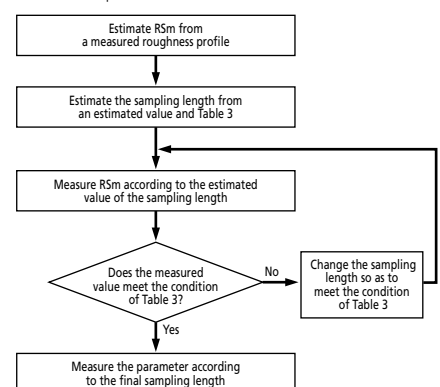 Estimate RSm from
a measured roughness profile
Estimate the sampling length from
an estimated value and Table 3
Measure RSm according to the estimated
value of the sampling length
Does the measured
value meet the condition
of Table 3?
No
Change the sampling
length so as to
meet the condition
of Table 3
Yes
Measure the parameter according
to the final sampling length